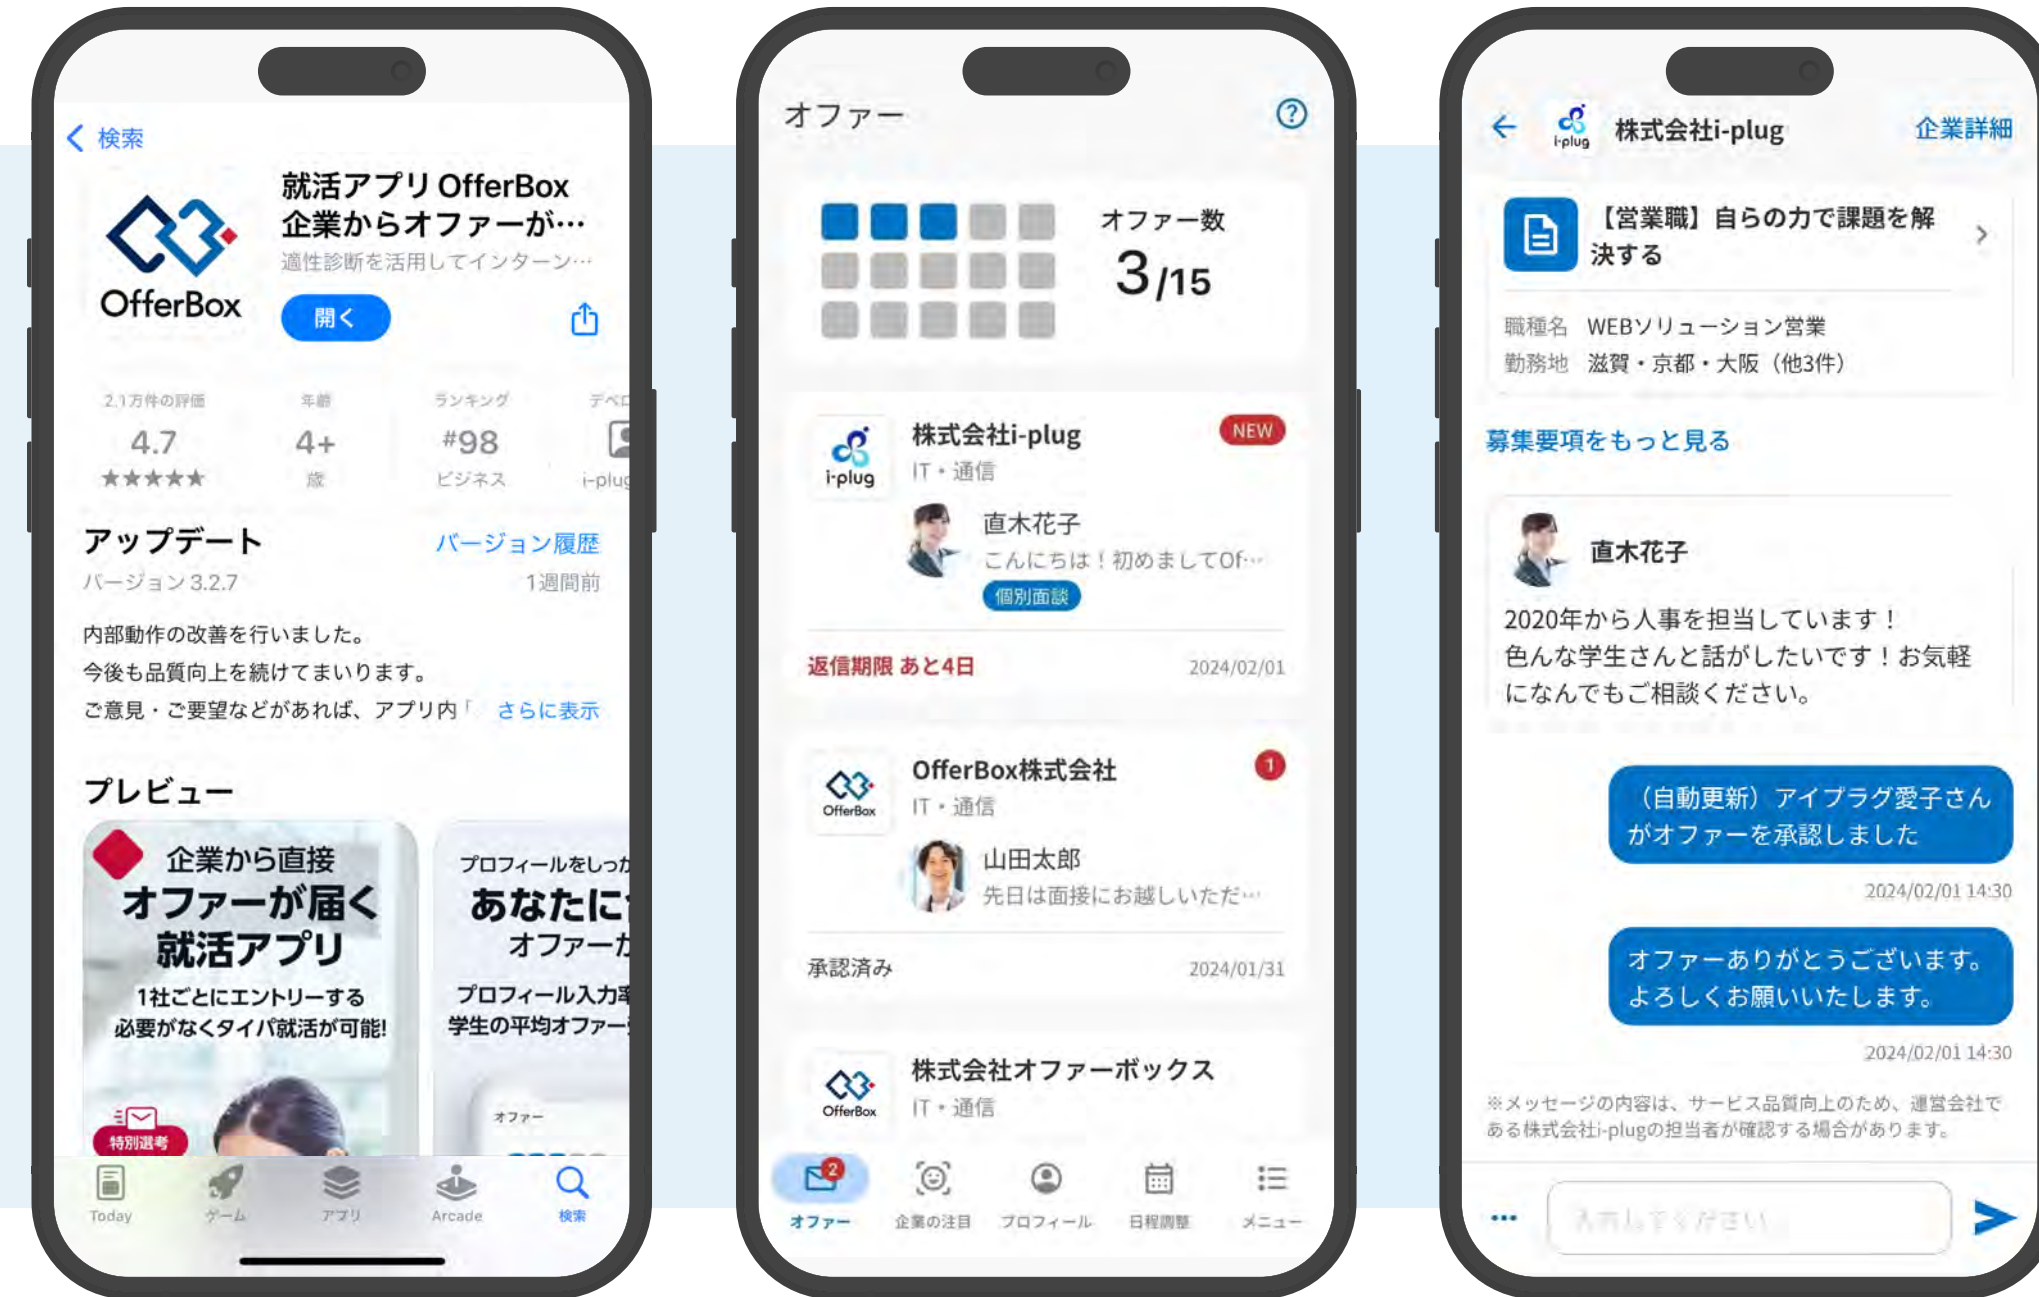 検索
OfferBox
就活アプリ OfferBox
企業からオファーが…
適性診断を活用してインターン…
開く
2.1万件の評価
4.7
★★★★★
年齢
4+
歳
ランキング
#98
ビジネス
デベロ
i-plug
アップデート
バージョン履歴
バージョン 3.2.7
1週間前
内部動作の改善を行いました。
今後も品質向上を続けてまいります。
ご意見・ご要望などがあれば、アプリ内「
さらに表示
プレビュー
企業から直接
オファーが届く
就活アプリ
1社ごとにエントリーする
必要がなくタイパ就活が可能!
特別選考
プロフィールをしっか
あなたに
オファーが
プロフィール入力率
学生の平均オファー
オファー
Today
ゲーム
アプリ
Arcade
検索
オファー
?
オファー数
3/15
i-plug
株式会社i-plug
NEW
IT・通信
直木花子
こんにちは！初めましてOf…
個別面談
返信期限 あと4日
2024/02/01
OfferBox
OfferBox株式会社
1
IT・通信
山田太郎
先日は面接にお越しいただ…
承認済み
2024/01/31
OfferBox
株式会社オファーボックス
IT・通信
2
オファー
企業の注目
プロフィール
日程調整
メニュー
i-plug
株式会社i-plug
企業詳細
【営業職】自らの力で課題を解
決する
職種名 WEBソリューション営業
勤務地 滋賀・京都・大阪（他3件）
募集要項をもっと見る
直木花子
2020年から人事を担当しています！
色んな学生さんと話がしたいです！お気軽
になんでもご相談ください。
（自動更新）アイプラグ愛子さん
がオファーを承認しました
2024/02/01 14:30
オファーありがとうございます。
よろしくお願いいたします。
2024/02/01 14:30
※メッセージの内容は、サービス品質向上のため、運営会社で
ある株式会社i-plugの担当者が確認する場合があります。
入力してください